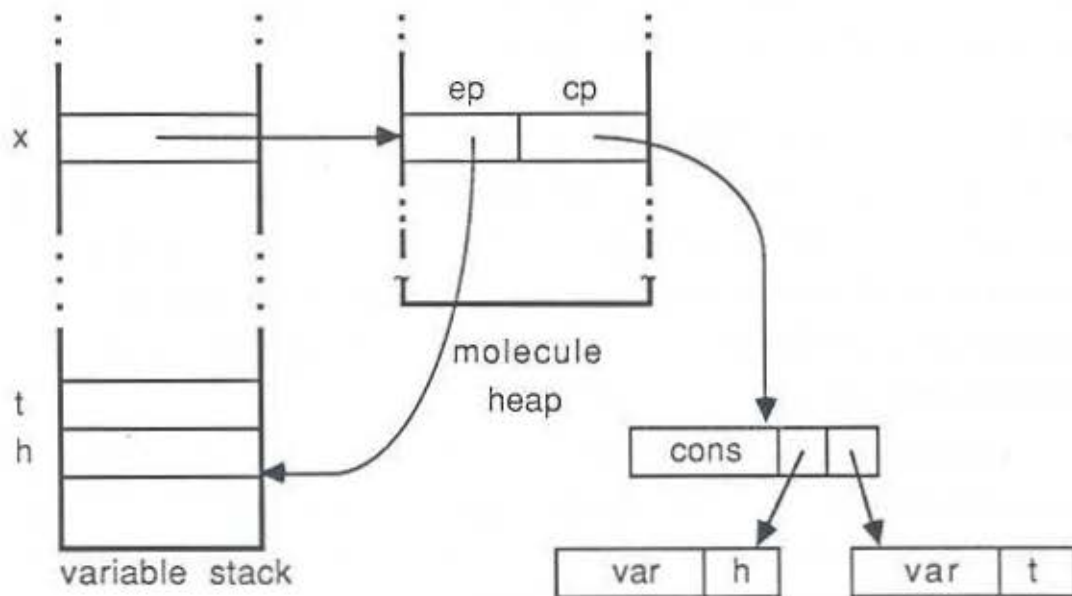 ep cp
x
molecule
heap
t
h
cons
variable stack
var h var t